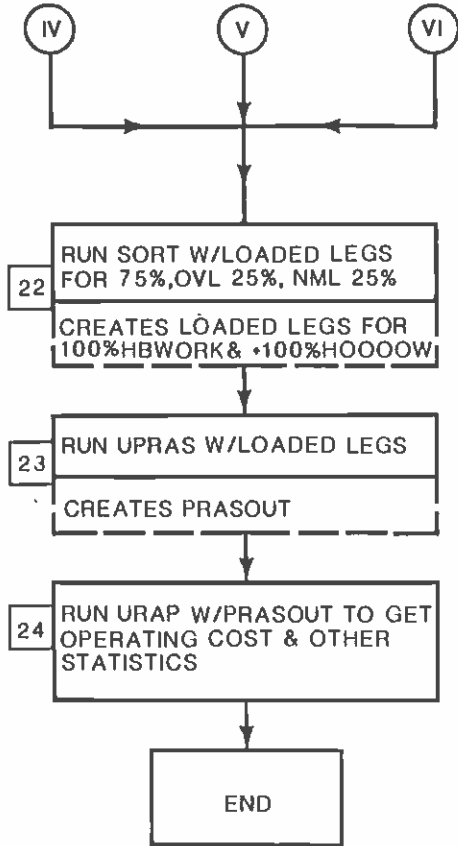 IV
V
VI
22
RUN SORT W/LOADED LEGS
FOR 75%,OVL 25%, NML 25%
CREATES LOADED LEGS FOR
100%HBWORK& +100%HOOOOW
23
RUN UPRAS W/LOADED LEGS
CREATES PRASOUT
24
RUN URAP W/PRASOUT TO GET
OPERATING COST & OTHER
STATISTICS
END